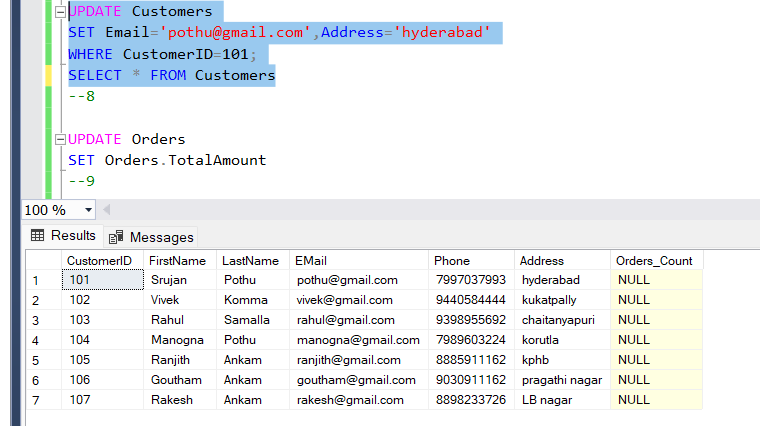 UPDATE Customers
SET Email='pothu@gmail.com',Address='hyderabad'
WHERE CustomerID=101;
SELECT * FROM Customers
--8
UPDATE Orders
SET Orders.TotalAmount
--9
100 %
Results Messages
CustomerID FirstName LastName EMail Phone Address Orders_Count
1 101 Srujan Pothu pothu@gmail.com 7997037993 hyderabad NULL
2 102 Vivek Komma vivek@gmail.com 9440584444 kukatpally NULL
3 103 Rahul Samalla rahul@gmail.com 9398955692 chaitanyapuri NULL
4 104 Manogna Pothu manogna@gmail.com 7989603224 korutla NULL
5 105 Ranjith Ankam ranjith@gmail.com 8885911162 kphb NULL
6 106 Goutham Ankam goutham@gmail.com 9030911162 pragathi nagar NULL
7 107 Rakesh Ankam rakesh@gmail.com 8898233726 LB nagar NULL